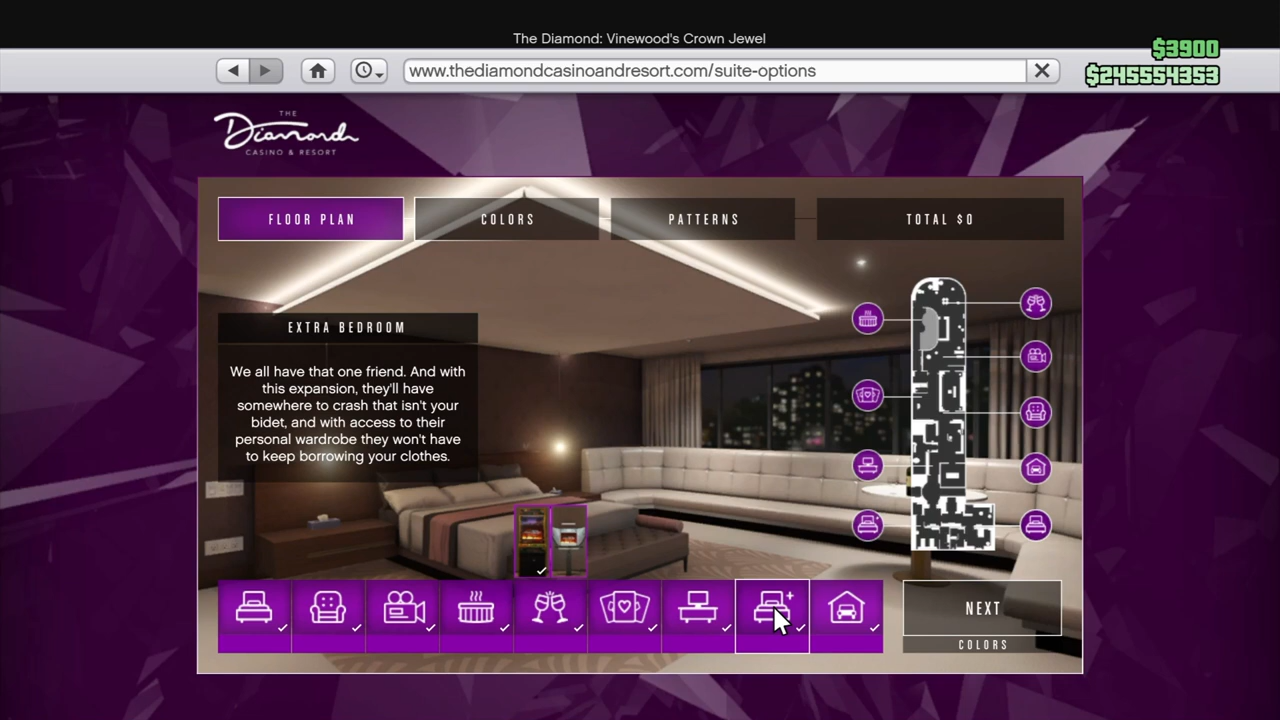 The Diamond: Vinewood's Crown Jewel
$3900
www.thediamondcasinoandresort.com/suite-options
$245554353
THE
Diamond
CASINO & RESORT
FLOOR PLAN
COLORS
PATTERNS
TOTAL $0
EXTRA BEDROOM
We all have that one friend. And with
this expansion, they'll have
somewhere to crash that isn't your
bidet, and with access to their
personal wardrobe they won't have
to keep borrowing your clothes.
NEXT
COLORS